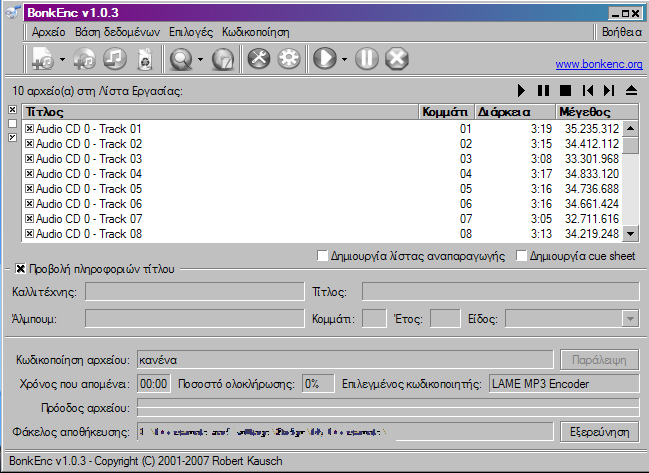 BonkEnc v1.0.3
Αρχείο Βάση δεδομένων Επιλογές Κωδικοποίηση Βοήθεια
www.bonkenc.org
10 αρχείο(α) στη Λίστα Εργασίας:
Τίτλος Κομμάτι Διάρκεια Μέγεθος
Audio CD 0 - Track 01 01 3:19 35.235.312
Audio CD 0 - Track 02 02 3:15 34.412.112
Audio CD 0 - Track 03 03 3:08 33.301.968
Audio CD 0 - Track 04 04 3:17 34.833.120
Audio CD 0 - Track 05 05 3:16 34.736.688
Audio CD 0 - Track 06 06 3:16 34.661.424
Audio CD 0 - Track 07 07 3:05 32.711.616
Audio CD 0 - Track 08 08 3:13 34.219.248
Δημιουργία λίστας αναπαραγωγής Δημιουργία cue sheet
Προβολή πληροφοριών τίτλου
Καλλιτέχνης: Τίτλος:
Άλμπουμ: Κομμάτι: Έτος: Είδος:
Κωδικοποίηση αρχείου: κανένα Παράλειψη
Χρόνος που απομένει: 00:00 Ποσοστό ολοκλήρωσης: 0% Επιλεγμένος κωδικοποιητής: LAME MP3 Encoder
Πρόοδος αρχείου:
Φάκελος αποθήκευσης: Εξερεύνηση
BonkEnc v1.0.3 - Copyright (C) 2001-2007 Robert Kausch